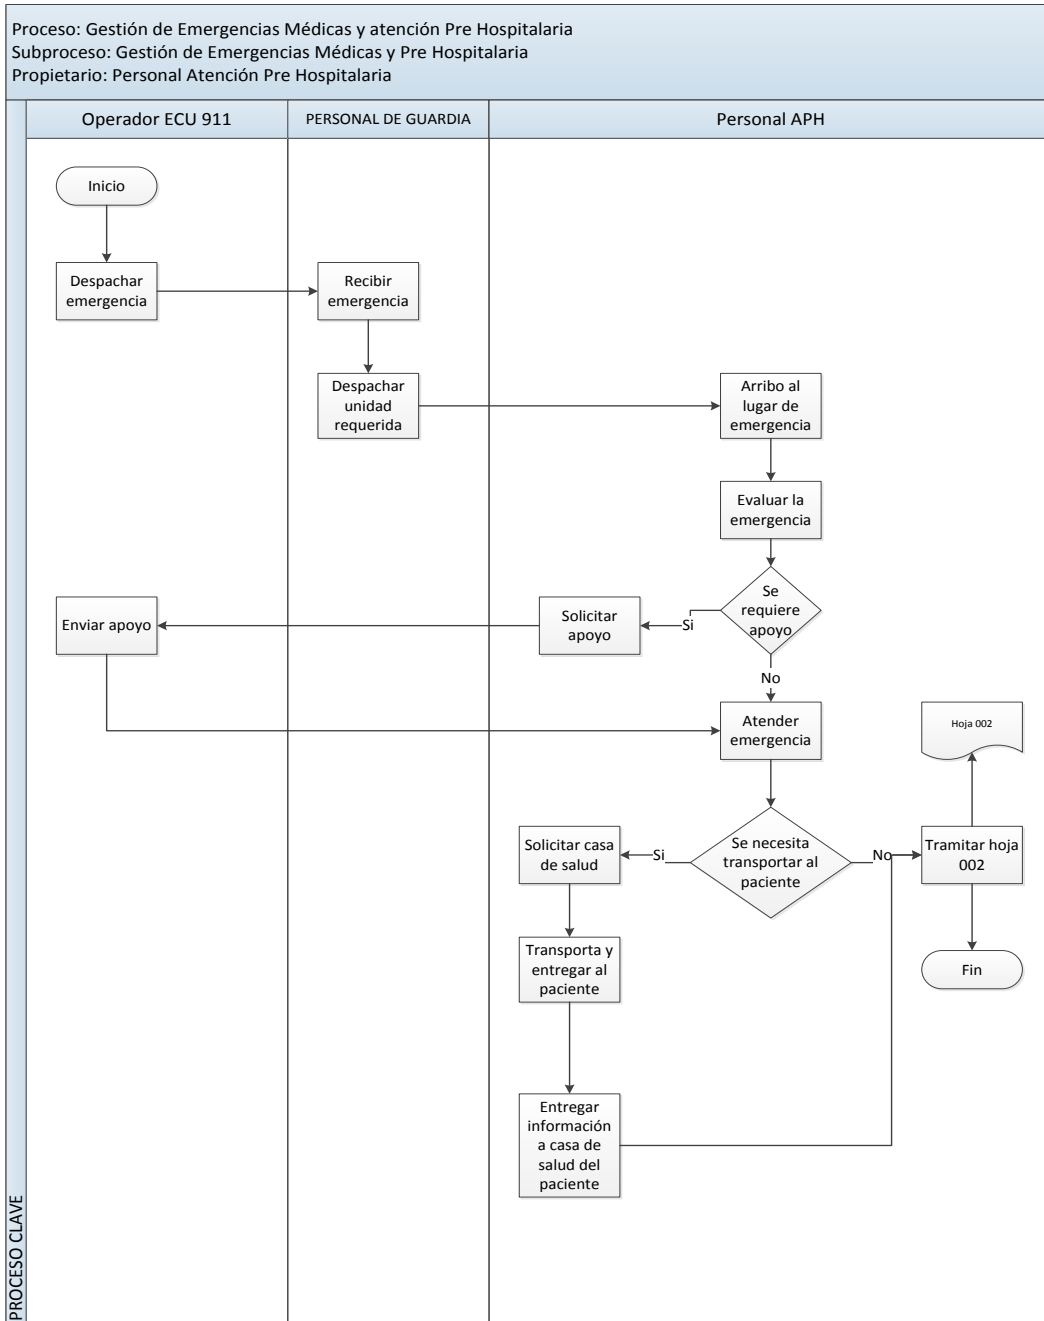 Proceso: Gestión de Emergencias Médicas y atención Pre Hospitalaria
Subproceso: Gestión de Emergencias Médicas y Pre Hospitalaria
Propietario: Personal Atención Pre Hospitalaria
Operador ECU 911
PERSONAL DE GUARDIA
Personal APH
Inicio
Despachar
emergencia
Recibir
emergencia
Despachar
unidad
requerida
Arribo al
lugar de
emergencia
Evaluar la
emergencia
Se
requiere
apoyo
Si
Solicitar
apoyo
Enviar apoyo
No
Atender
emergencia
Hoja 002
Se necesita
transportar al
paciente
Si
Solicitar casa
de salud
No
Tramitar hoja
002
Transporta y
entregar al
paciente
Fin
Entregar
información
a casa de
salud del
paciente
PROCESO CLAVE